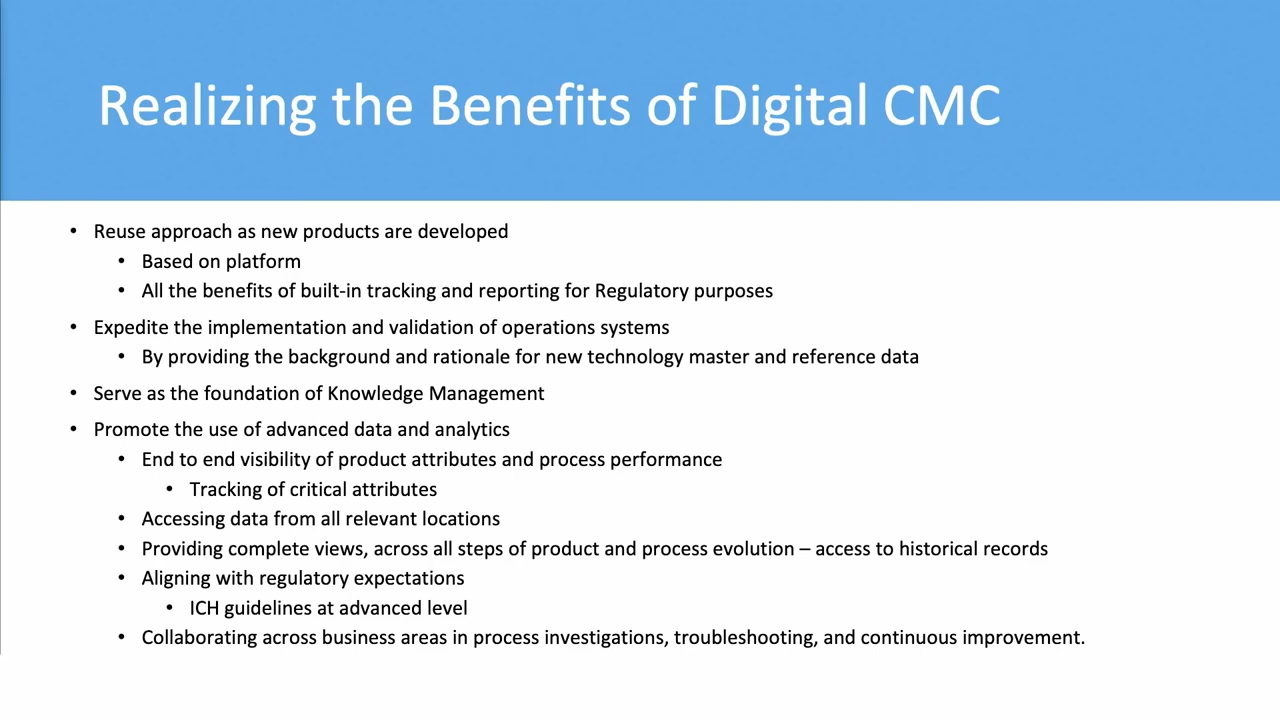 Realizing the Benefits of Digital CMC
• Reuse approach as new products are developed
• Based on platform
• All the benefits of built-in tracking and reporting for Regulatory purposes
• Expedite the implementation and validation of operations systems
• By providing the background and rationale for new technology master and reference data
• Serve as the foundation of Knowledge Management
• Promote the use of advanced data and analytics
• End to end visibility of product attributes and process performance
• Tracking of critical attributes
• Accessing data from all relevant locations
• Providing complete views, across all steps of product and process evolution – access to historical records
• Aligning with regulatory expectations
• ICH guidelines at advanced level
• Collaborating across business areas in process investigations, troubleshooting, and continuous improvement.